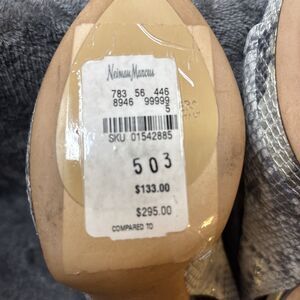 Neiman Marcus
783 56 446
8946 99999
5
SKU 01542885
503
$133.00
$295.00
COMPARED TO